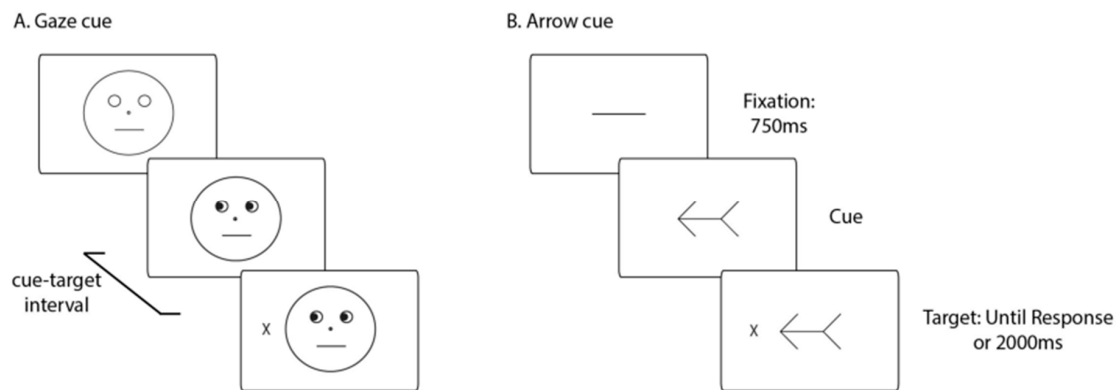 A. Gaze cue
cue-target
interval
X
B. Arrow cue
Fixation:
750ms
Cue
X
Target: Until Response
or 2000ms